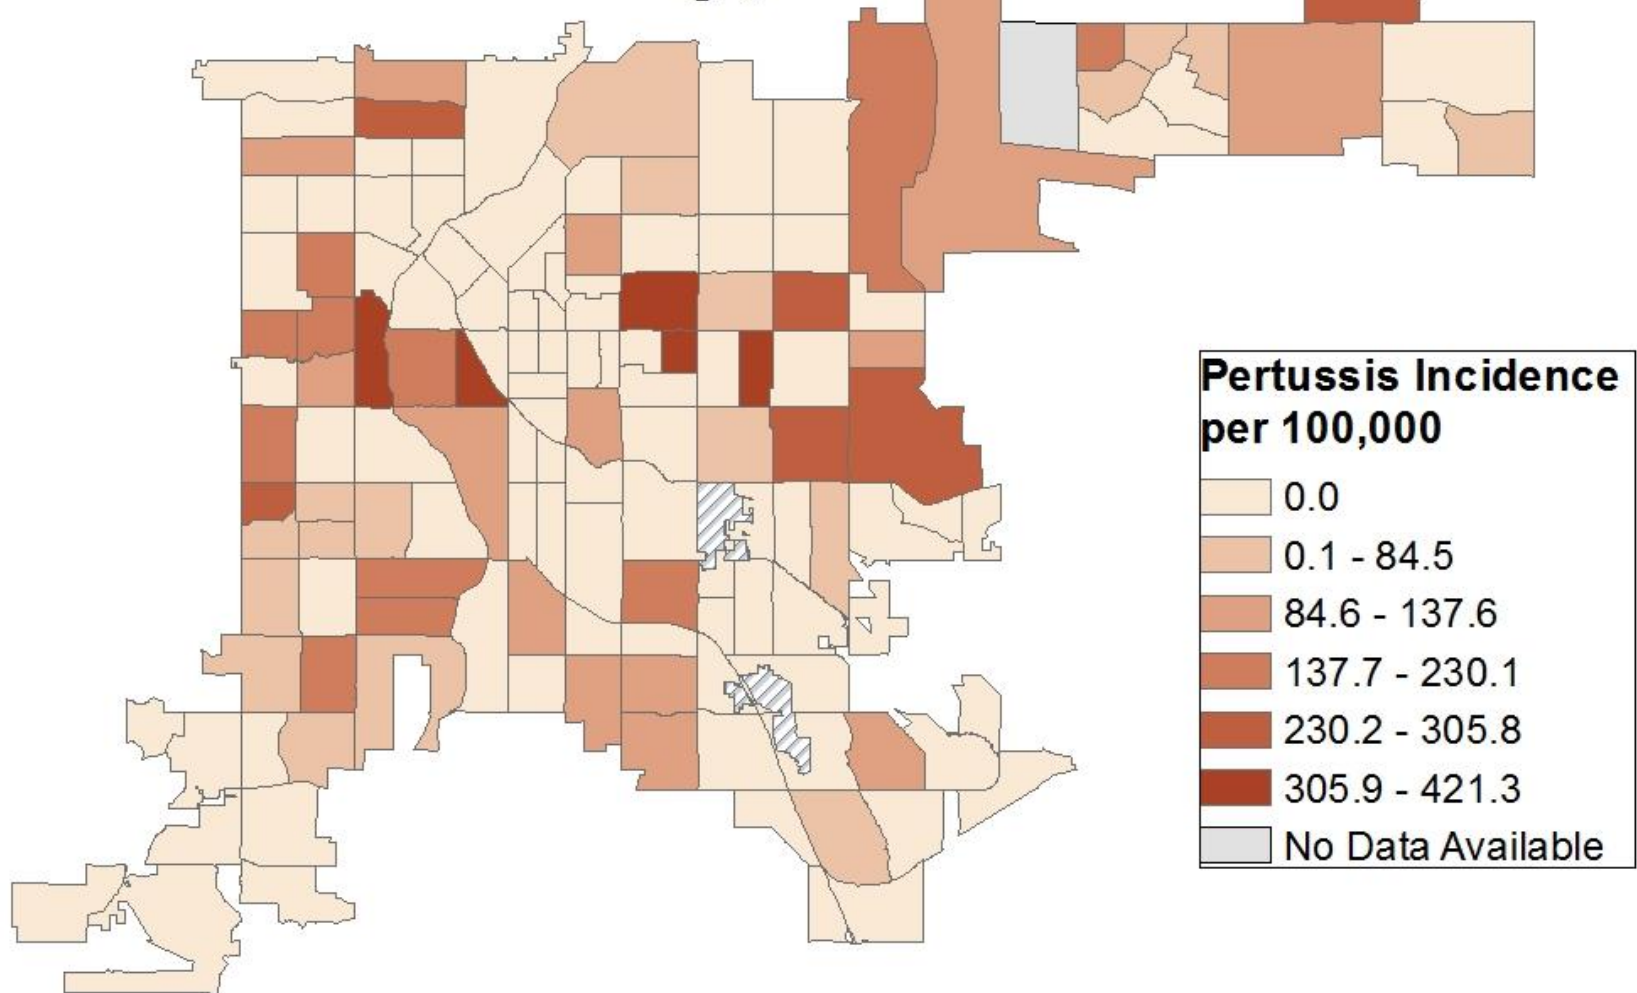 Pertussis Incidence
per 100,000
0.0
0.1 - 84.5
84.6 - 137.6
137.7 - 230.1
230.2 - 305.8
305.9 - 421.3
No Data Available